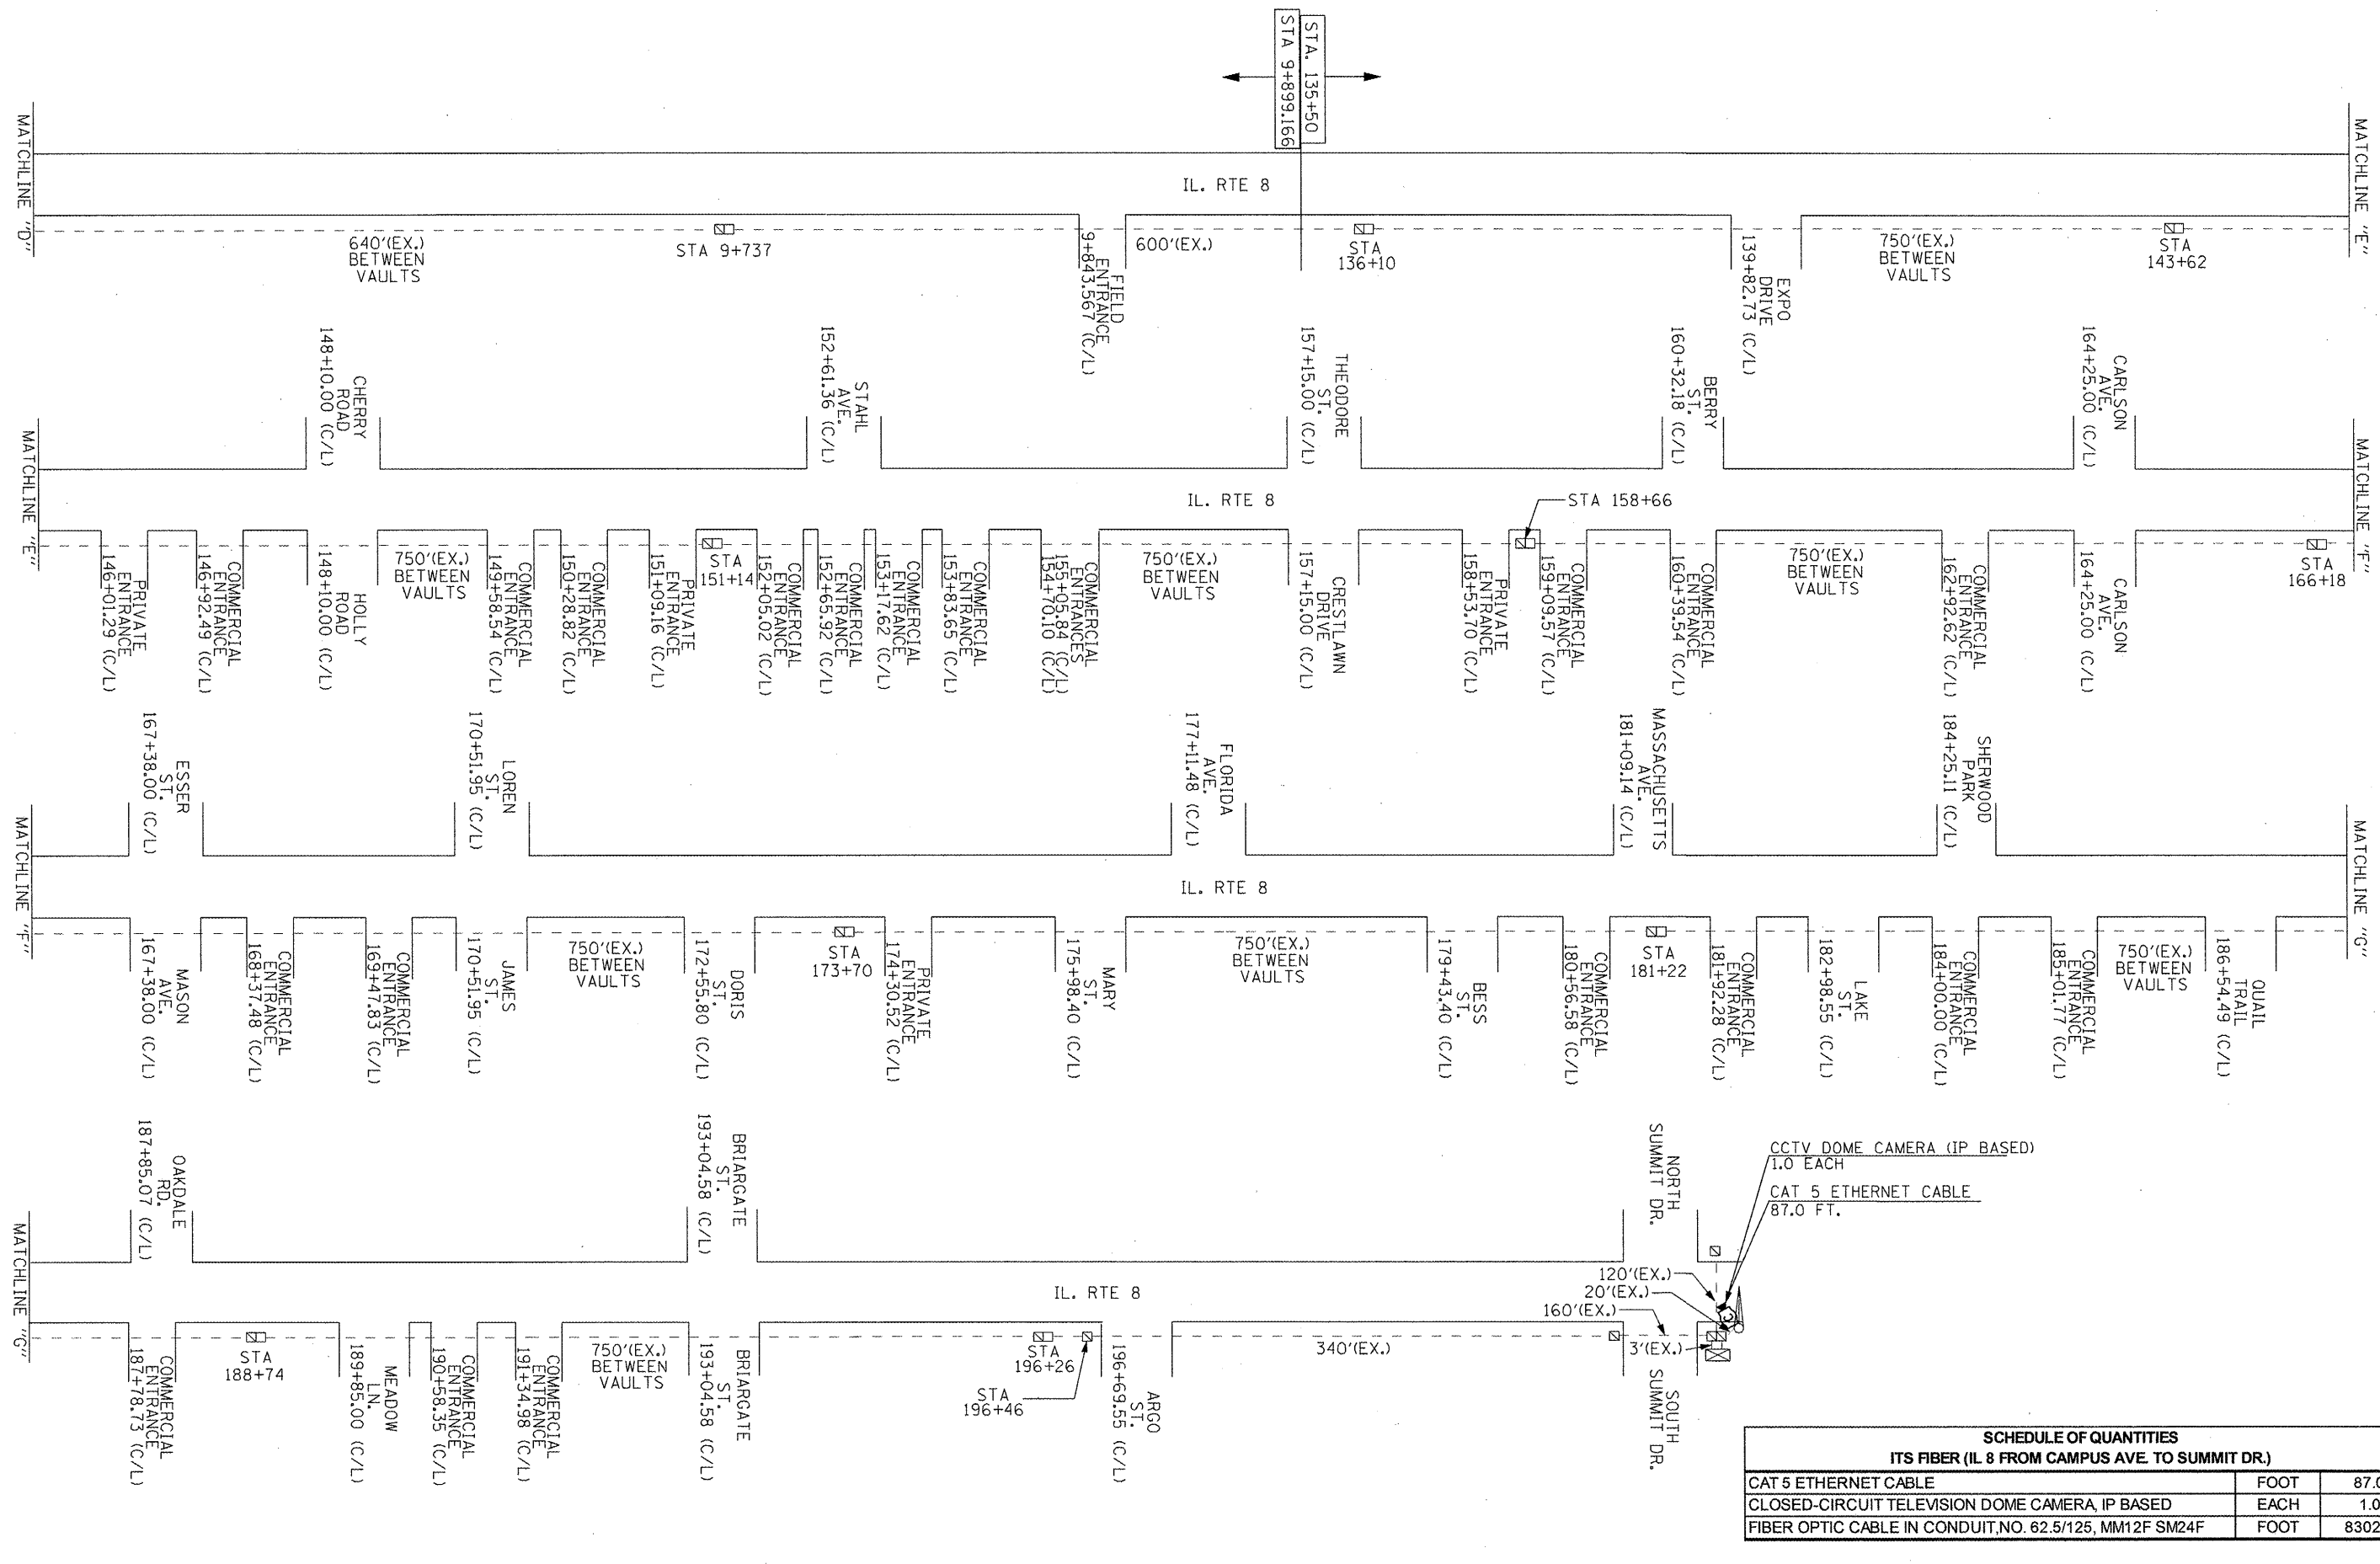 STA 9+899.166
STA. 135+50
MATCHLINE "D"
IL. RTE 8
MATCHLINE "E"
640'(EX.)
BETWEEN
VAULTS
STA 9+737
FIELD
ENTRANCE
9+843.567 (C/L)
600'(EX.)
STA
136+10
EXPO
DRIVE
139+82.73 (C/L)
750'(EX.)
BETWEEN
VAULTS
STA
143+62
CHERRY
ROAD
148+10.00 (C/L)
STAHL
AVE.
152+61.36 (C/L)
THEODORE
ST.
157+15.00 (C/L)
BERRY
ST.
160+32.18 (C/L)
CARLSON
AVE.
164+25.00 (C/L)
MATCHLINE "E"
IL. RTE 8
STA 158+66
MATCHLINE "F"
PRIVATE
ENTRANCE
146+01.29 (C/L)
COMMERCIAL
ENTRANCE
146+92.49 (C/L)
HOLLY
ROAD
148+10.00 (C/L)
750'(EX.)
BETWEEN
VAULTS
COMMERCIAL
ENTRANCE
149+58.54 (C/L)
COMMERCIAL
ENTRANCE
150+28.82 (C/L)
PRIVATE
ENTRANCE
151+09.16 (C/L)
STA
151+14
COMMERCIAL
ENTRANCE
152+05.02 (C/L)
COMMERCIAL
ENTRANCE
152+65.92 (C/L)
COMMERCIAL
ENTRANCE
153+17.62 (C/L)
COMMERCIAL
ENTRANCE
153+83.65 (C/L)
COMMERCIAL
ENTRANCES
155+05.84 (C/L)
154+70.10 (C/L)
750'(EX.)
BETWEEN
VAULTS
CRESTLAWN
DRIVE
157+15.00 (C/L)
PRIVATE
ENTRANCE
158+53.70 (C/L)
COMMERCIAL
ENTRANCE
159+09.57 (C/L)
COMMERCIAL
ENTRANCE
160+39.54 (C/L)
750'(EX.)
BETWEEN
VAULTS
COMMERCIAL
ENTRANCE
162+92.62 (C/L)
CARLSON
AVE.
164+25.00 (C/L)
STA
166+18
ESSER
ST.
167+38.00 (C/L)
LOREN
ST.
170+51.95 (C/L)
FLORIDA
AVE.
177+11.48 (C/L)
MASSACHUSETTS
AVE.
181+09.14 (C/L)
SHERWOOD
PARK
184+25.11 (C/L)
MATCHLINE "F"
IL. RTE 8
MATCHLINE "G"
MASON
AVE.
167+38.00 (C/L)
COMMERCIAL
ENTRANCE
168+37.48 (C/L)
COMMERCIAL
ENTRANCE
169+47.83 (C/L)
JAMES
ST.
170+51.95 (C/L)
750'(EX.)
BETWEEN
VAULTS
DORIS
ST.
172+55.80 (C/L)
STA
173+70
PRIVATE
ENTRANCE
174+30.52 (C/L)
MARY
ST.
175+98.40 (C/L)
750'(EX.)
BETWEEN
VAULTS
BESS
ST.
179+43.40 (C/L)
COMMERCIAL
ENTRANCE
180+56.58 (C/L)
STA
181+22
COMMERCIAL
ENTRANCE
181+92.28 (C/L)
LAKE
ST.
182+98.55 (C/L)
COMMERCIAL
ENTRANCE
184+00.00 (C/L)
COMMERCIAL
ENTRANCE
185+01.77 (C/L)
750'(EX.)
BETWEEN
VAULTS
QUAIL
TRAIL
186+54.49 (C/L)
OAKDALE
RD.
187+85.07 (C/L)
BRIARGATE
ST.
193+04.58 (C/L)
NORTH
SUMMIT DR.
CCTV DOME CAMERA (IP BASED)
1.0 EACH
CAT 5 ETHERNET CABLE
87.0 FT.
MATCHLINE "G"
IL. RTE 8
120'(EX.)
20'(EX.)
160'(EX.)
C
COMMERCIAL
ENTRANCE
187+78.73 (C/L)
STA
188+74
MEADOW
LN.
189+85.00 (C/L)
COMMERCIAL
ENTRANCE
190+58.35 (C/L)
COMMERCIAL
ENTRANCE
191+34.98 (C/L)
750'(EX.)
BETWEEN
VAULTS
BRIARGATE
ST.
193+04.58 (C/L)
STA
196+26
STA
196+46
ARGO
ST.
196+69.55 (C/L)
340'(EX.)
3'(EX.)
SOUTH
SUMMIT DR.
SCHEDULE OF QUANTITIES
ITS FIBER (IL 8 FROM CAMPUS AVE. TO SUMMIT DR.)
CAT 5 ETHERNET CABLE FOOT 87.0
CLOSED-CIRCUIT TELEVISION DOME CAMERA, IP BASED EACH 1.0
FIBER OPTIC CABLE IN CONDUIT,NO. 62.5/125, MM12F SM24F FOOT 8302